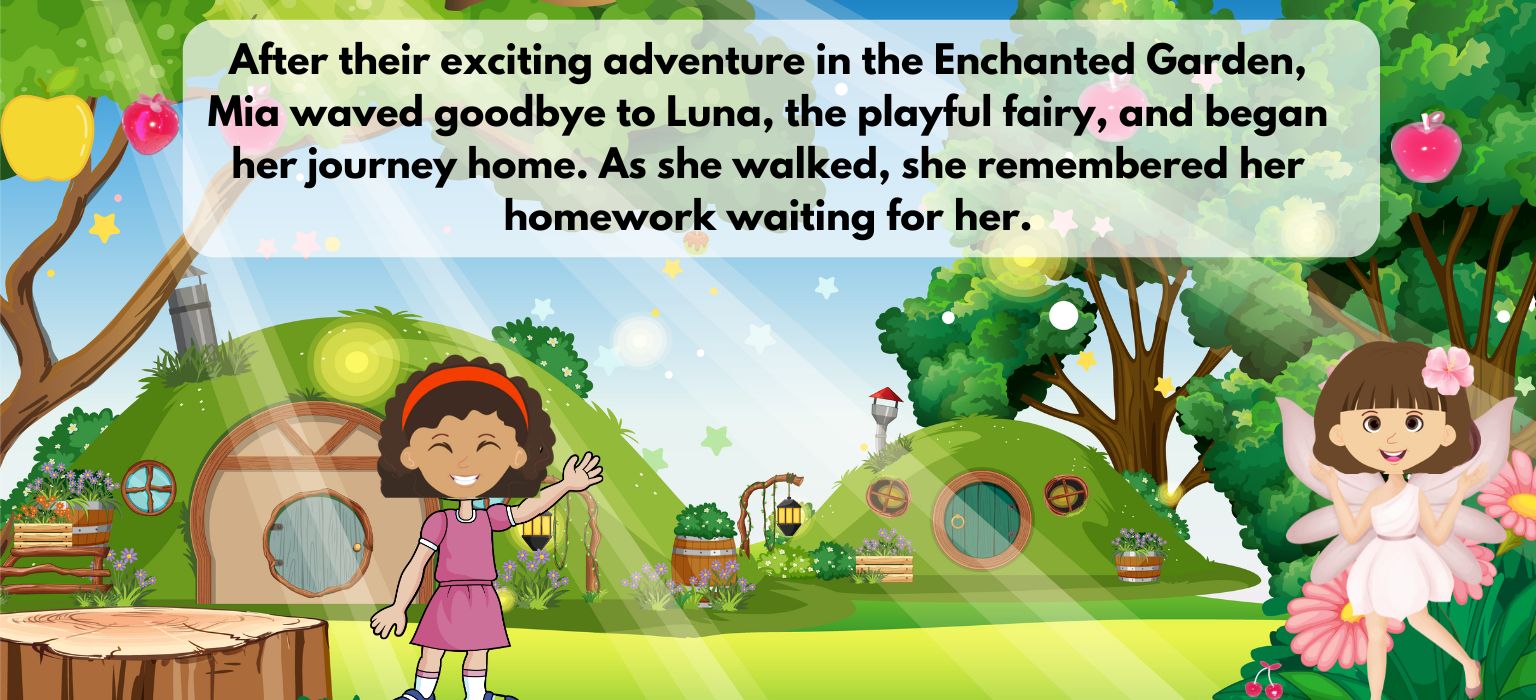 After their exciting adventure in the Enchanted Garden,
Mia waved goodbye to Luna, the playful fairy, and began
her journey home. As she walked, she remembered her
homework waiting for her.